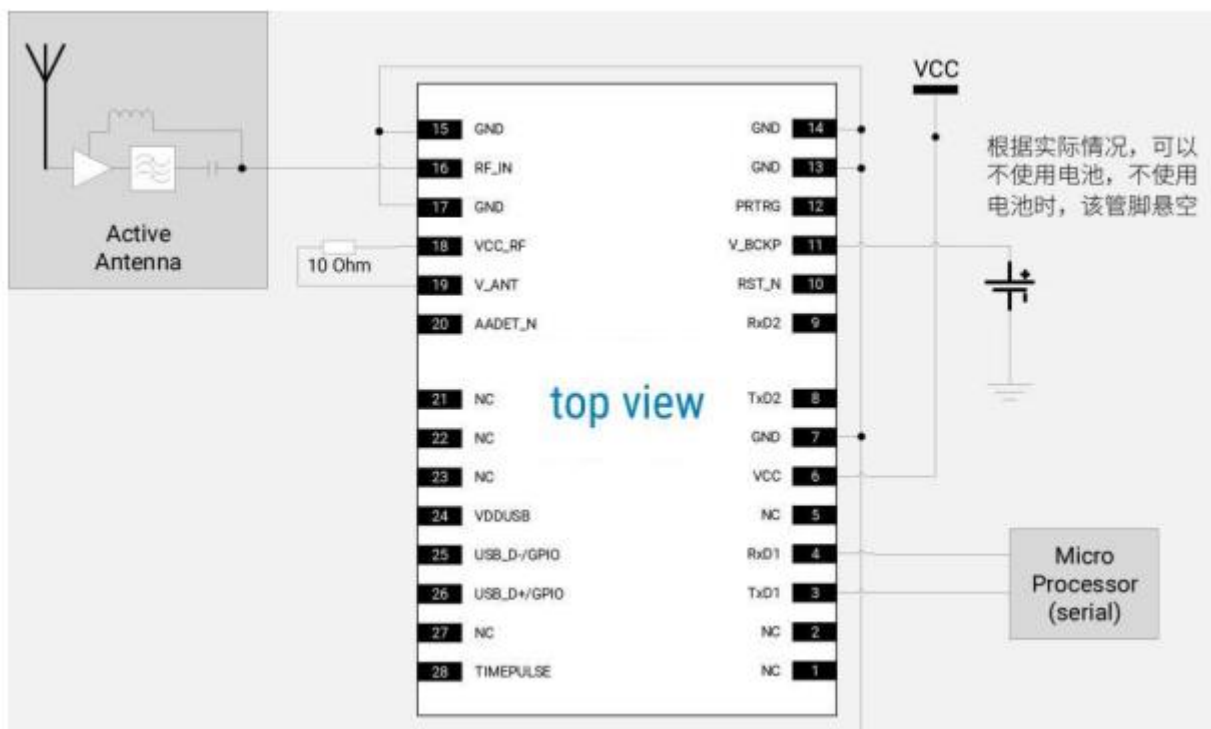 Active
Antenna
10 Ohm
15 GND
16 RF_IN
17 GND
18 VCC_RF
19 V_ANT
20 AADET_N
21 NC
22 NC
23 NC
24 VDDUSB
25 USB_D-/GPIO
26 USB_D+/GPIO
27 NC
28 TIMEPULSE
top view
GND 14
GND 13
PRTRG 12
V_BCKP 11
RST_N 10
RxD2 9
TxD2 8
GND 7
VCC 6
NC 5
RxD1 4
TxD1 3
NC 2
NC 1
VCC
根据实际情况，可以
不使用电池，不使用
电池时，该管脚悬空
Micro
Processor
(serial)